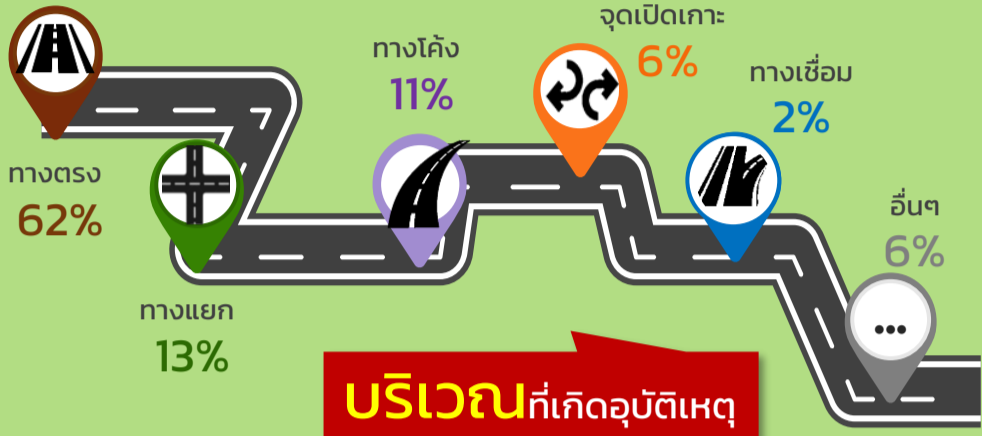 ทางตรง
62%
ทางแยก
13%
ทางโค้ง
11%
จุดเปิดเกาะ
6%
ทางเชื่อม
2%
อื่นๆ
6%
บริเวณที่เกิดอุบัติเหตุ